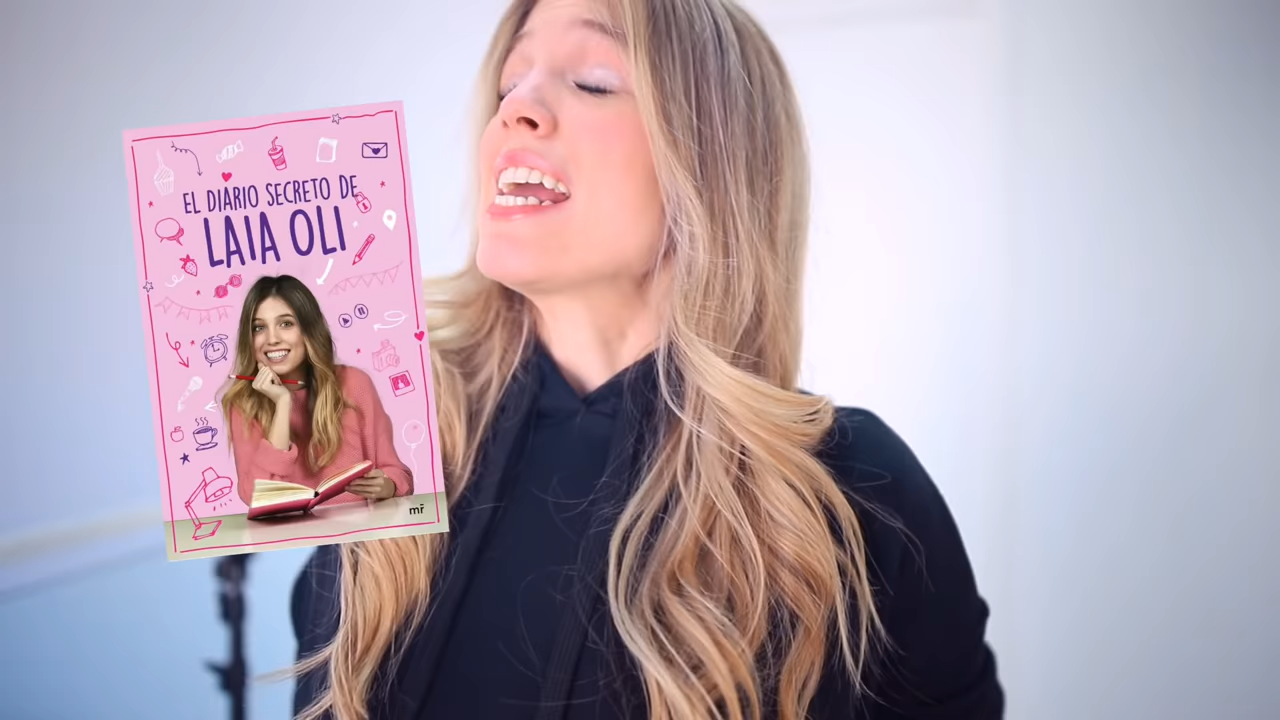 EL DIARIO SECRETO DE
LAIA OLI
mr̄